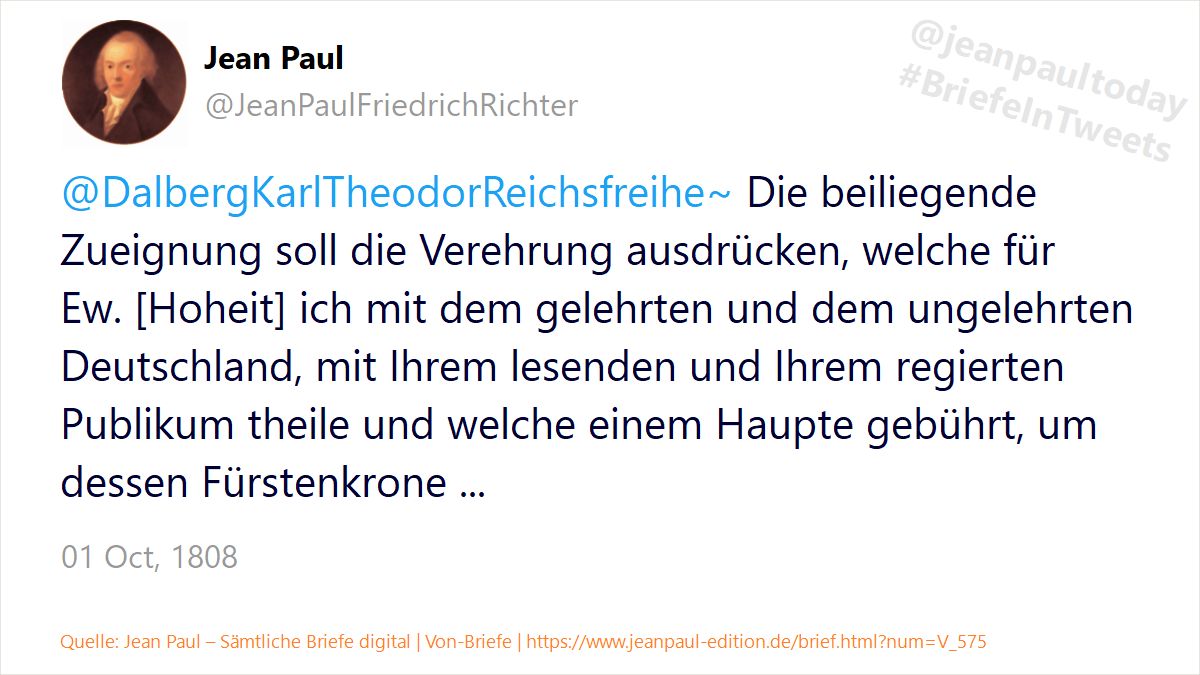 Jean Paul
@JeanPaulFriedrichRichter
@jeanpaultoday
#BriefeInTweets
@DalbergKarlTheodorReichsfreihe~ Die beiliegende
Zueignung soll die Verehrung ausdrücken, welche für
Ew. [Hoheit] ich mit dem gelehrten und dem ungelehrten
Deutschland, mit Ihrem lesenden und Ihrem regierten
Publikum theile und welche einem Haupte gebührt, um
dessen Fürstenkrone ...
01 Oct, 1808
Quelle: Jean Paul – Sämtliche Briefe digital | Von-Briefe | https://www.jeanpaul-edition.de/brief.html?num=V_575